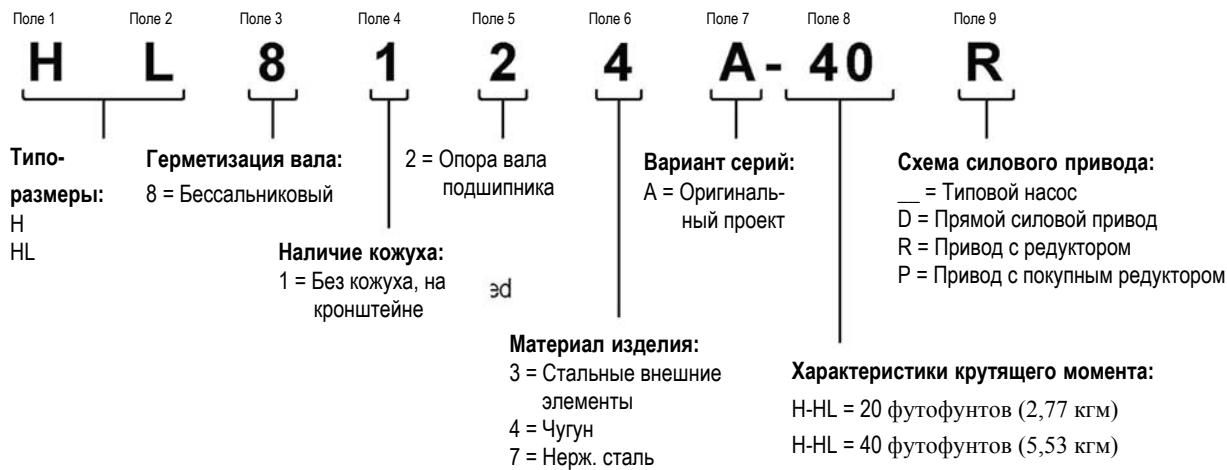 Поле 1 Поле 2 Поле 3 Поле 4 Поле 5 Поле 6 Поле 7 Поле 8 Поле 9
H L 8 1 2 4 A - 40 R
Типо-
размеры:
H
HL
Герметизация вала:
8 = Бессальниковый
Наличие кожуха:
1 = Без кожуха, на
кронштейне
ed
2 = Опора вала
подшипника
Материал изделия:
3 = Стальные внешние
элементы
4 = Чугун
7 = Нерж. сталь
Вариант серий:
A = Оригиналь-
ный проект
Характеристики крутящего момента:
H-HL = 20 футофунтов (2,77 кгм)
H-HL = 40 футофунтов (5,53 кгм)
Схема силового привода:
__ = Типовой насос
D = Прямой силовой привод
R = Привод с редуктором
P = Привод с покупным редуктором